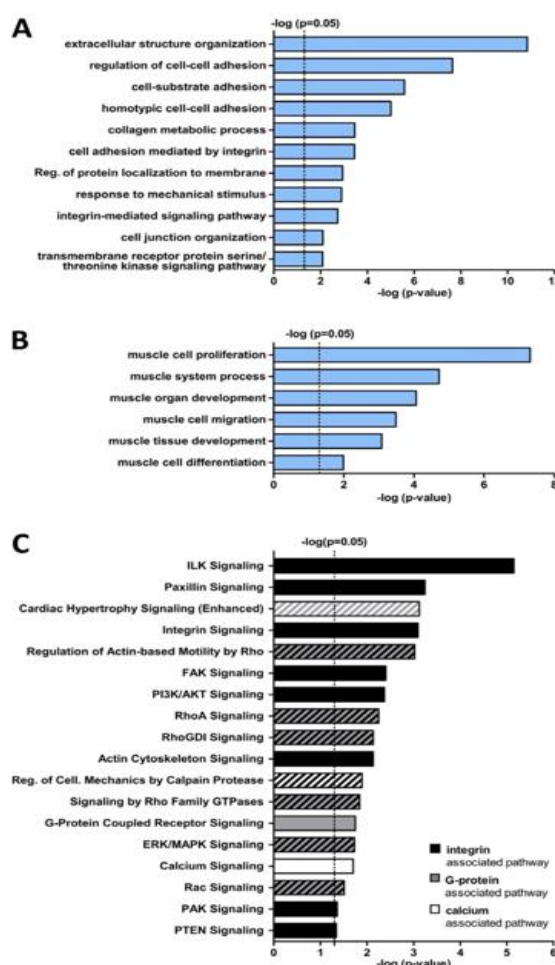 A
-log (p=0.05)
extracellular structure organization
regulation of cell-cell adhesion
cell-substrate adhesion
homotypic cell-cell adhesion
collagen metabolic process
cell adhesion mediated by integrin
Reg. of protein localization to membrane
response to mechanical stimulus
integrin-mediated signaling pathway
cell junction organization
transmembrane receptor protein serine/
threonine kinase signaling pathway
0 2 4 6 8 10 12
-log (p-value)
B
-log (p=0.05)
muscle cell proliferation
muscle system process
muscle organ development
muscle cell migration
muscle tissue development
muscle cell differentiation
0 2 4 6 8
-log (p-value)
C
-log(p=0.05)
ILK Signaling
Paxillin Signaling
Cardiac Hypertrophy Signaling (Enhanced)
Integrin Signaling
Regulation of Actin-based Motility by Rho
FAK Signaling
PI3K/AKT Signaling
RhoA Signaling
RhoGDI Signaling
Actin Cytoskeleton Signaling
Reg. of Cell. Mechanics by Calpain Protease
Signaling by Rho Family GTPases
G-Protein Coupled Receptor Signaling
ERK/MAPK Signaling
Calcium Signaling
Rac Signaling
PAK Signaling
PTEN Signaling
integrin
associated pathway
G-protein
associated pathway
calcium
associated pathway
0 1 2 3 4 5 6
-log (p-value)